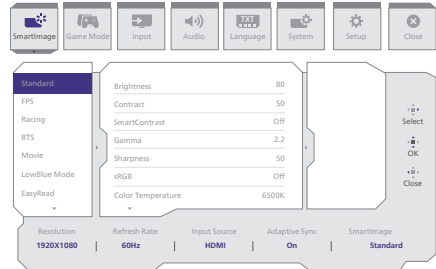 SmartImage
Game Mode
Input
Audio
TXT
Language
System
Setup
Close
Standard
FPS
Racing
RTS
Movie
LowBlue Mode
EasyRead
Brightness 80
Contrast 50
SmartContrast Off
Gamma 2.2
Sharpness 50
sRGB Off
Color Temperature 6500K
Select
OK
Close
Resolution Refresh Rate Input Source Adaptive Sync SmartImage
1920X1080 | 60Hz | HDMI | On | Standard